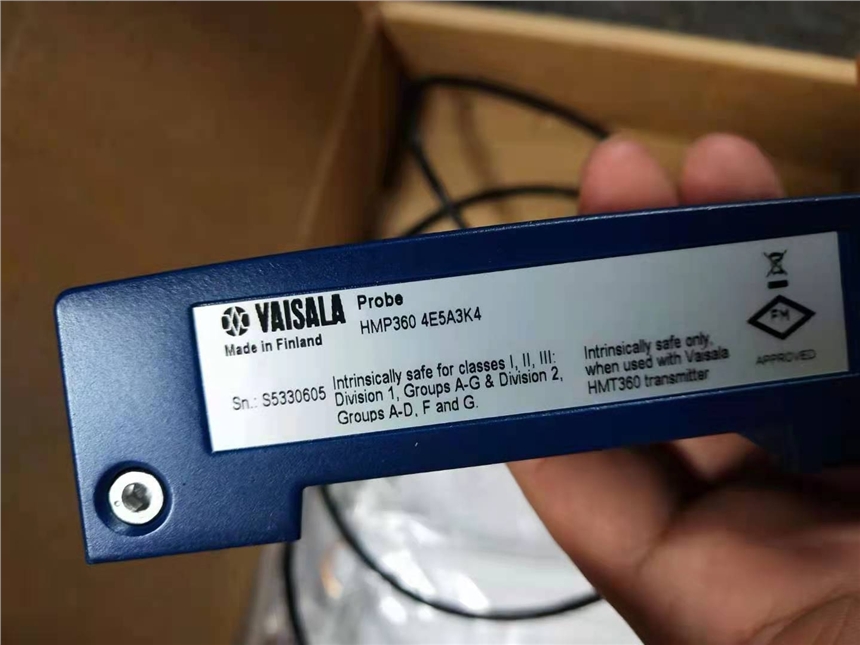 VAISALA
Made in Finland
Probe
HMP360 4E5A3K4
Sn.: S5330605
Intrinsically safe for classes I, II, III:
Division 1, Groups A-G & Division 2,
Groups A-D, F and G.
Intrinsically safe only,
when used with Vaisala
HMT360 transmitter
FM
APPROVED